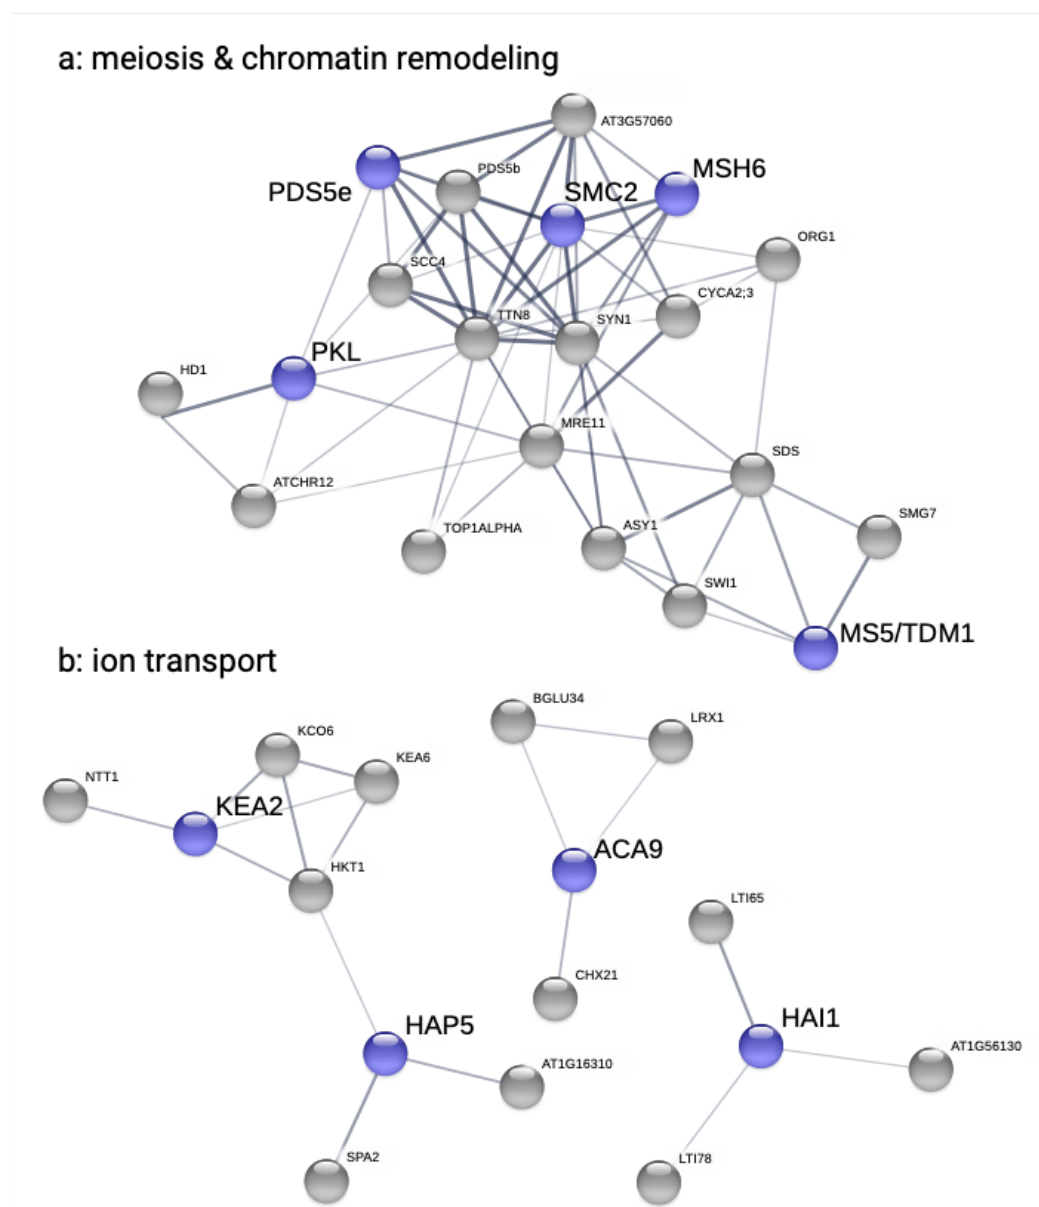 a: meiosis & chromatin remodeling
AT3G57060
PDS5b
MSH6
PDS5e
SMC2
ORG1
SCC4
CYCA2;3
TTN8
SYN1
PKL
HD1
MRE11
SDS
ATCHR12
SMG7
TOP1ALPHA
ASY1
SWI1
MS5/TDM1
b: ion transport
BGLU34
LRX1
KCO6
KEA6
NTT1
KEA2
ACA9
HKT1
LTI65
CHX21
HAI1
HAP5
AT1G56130
AT1G16310
SPA2
LTI78